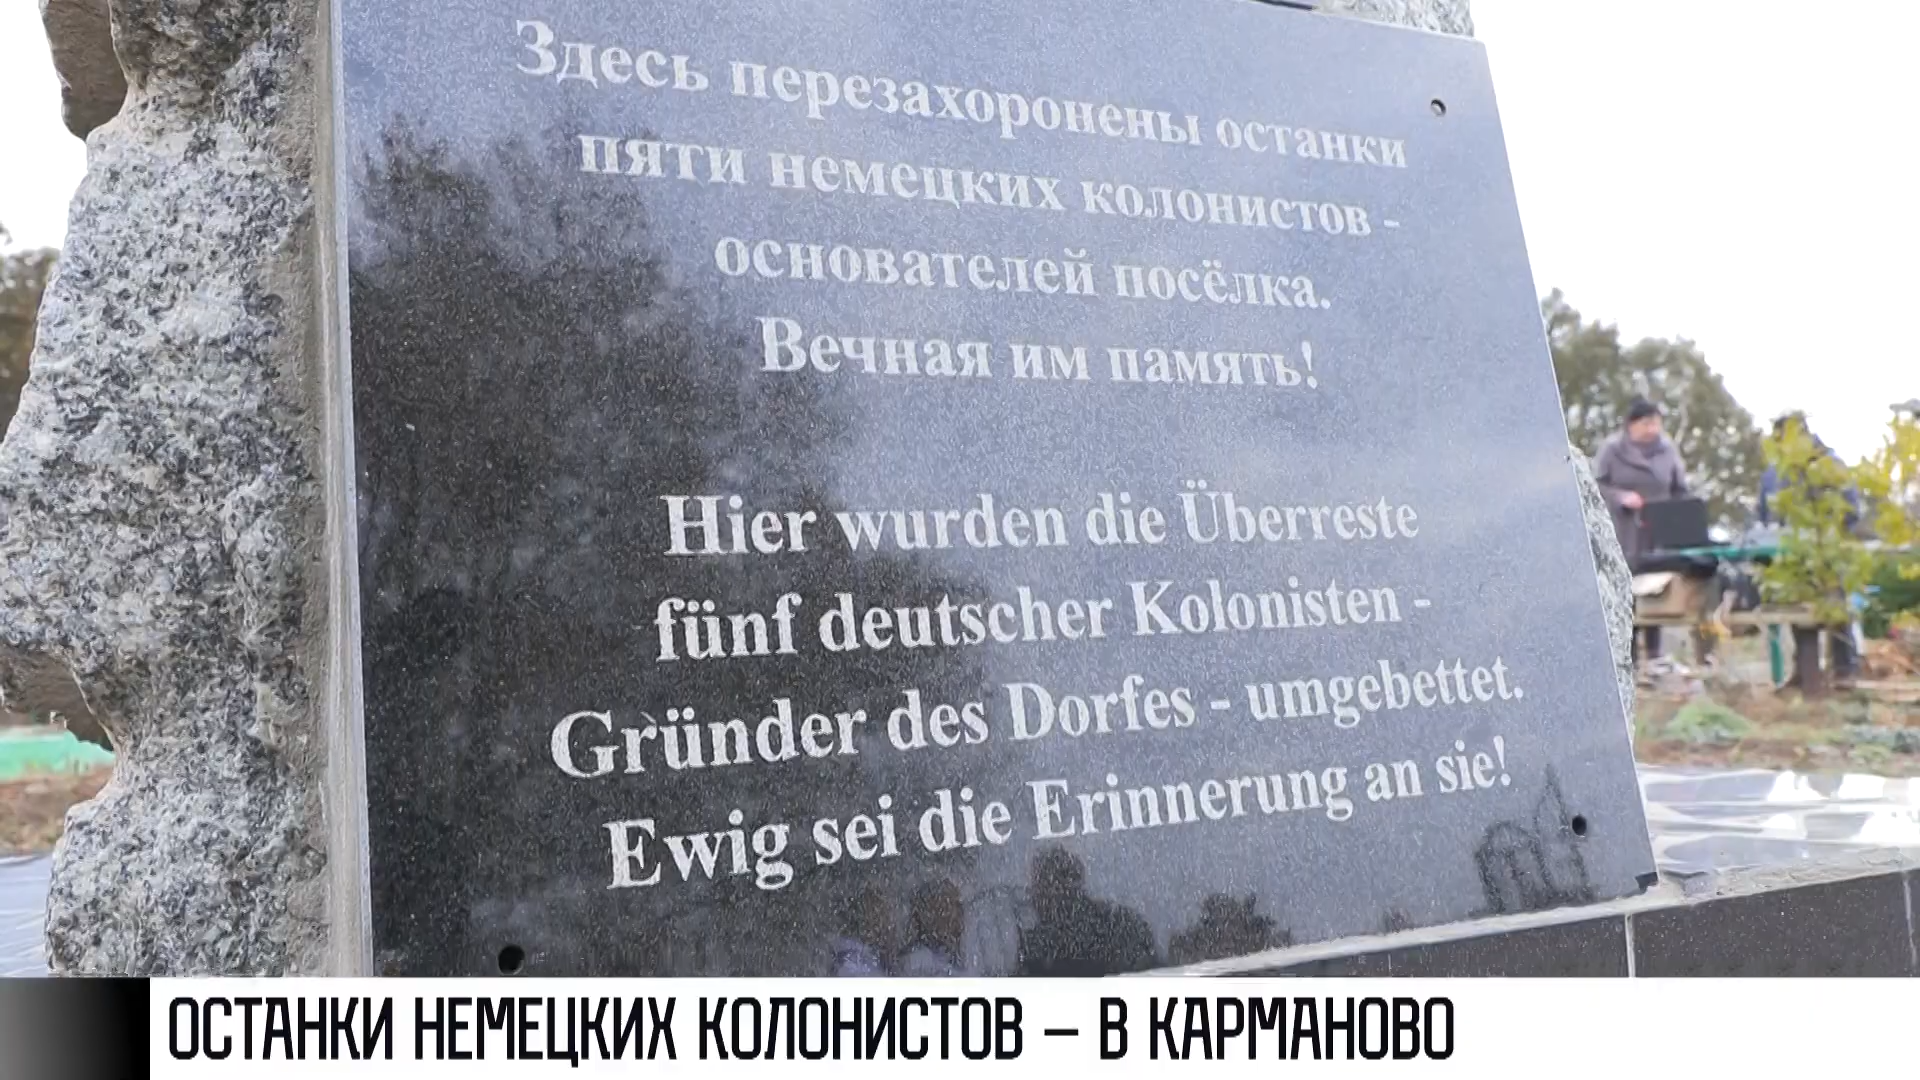 Здесь перезахоронены останки
пяти немецких колонистов -
основателей посёлка.
Вечная им память!
Hier wurden die Überreste
fünf deutscher Kolonisten -
Gründer des Dorfes - umgebettet.
Ewig sei die Erinnerung an sie!
ОСТАНКИ НЕМЕЦКИХ КОЛОНИСТОВ – В КАРМАНОВО